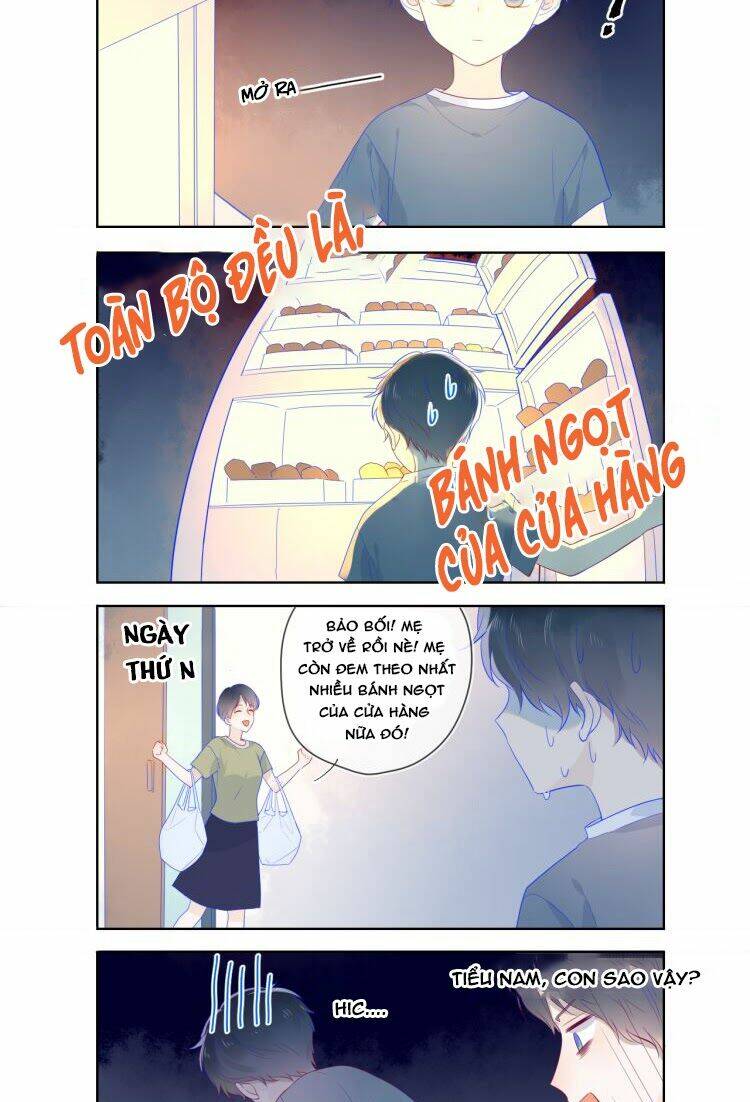 !
MỞ RA
TOÀN BỘ ĐỀU LÀ,
BÁNH NGỌT
CỦA CỬA HÀNG
NGÀY
THỨ N
BẢO BỐI! MẸ
TRỞ VỀ RỒI NÈ! MẸ
CÒN ĐEM THEO NHẤT
NHIỀU BÁNH NGỌT
CỦA CỬA HÀNG
NỮA ĐÓ!
TIỂU NAM, CON SAO VẬY?
HIC....